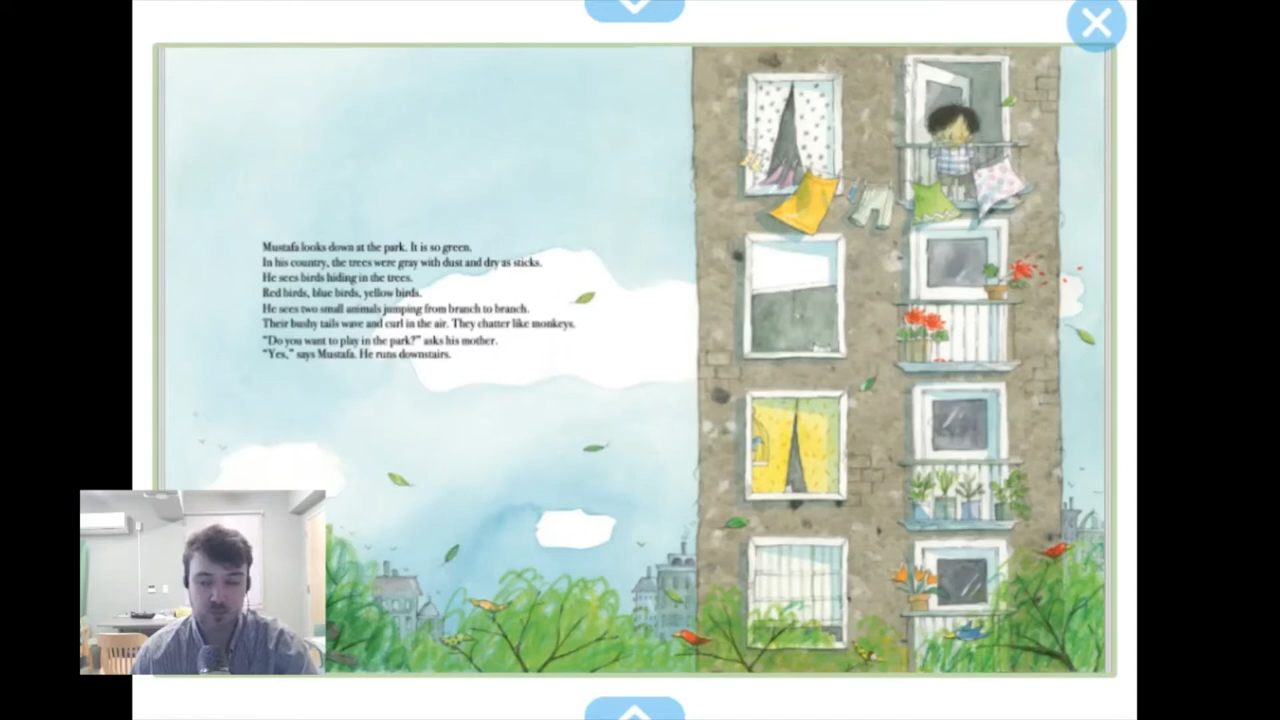 Mustafa looks down at the park. It is so green.
In his country, the trees were gray with dust and dry as sticks.
He sees birds hiding in the trees.
Red birds, blue birds, yellow birds.
He sees two small animals jumping from branch to branch.
Their bushy tails wave and curl in the air. They chatter like monkeys.
“Do you want to play in the park?” asks his mother.
“Yes,” says Mustafa. He runs downstairs.